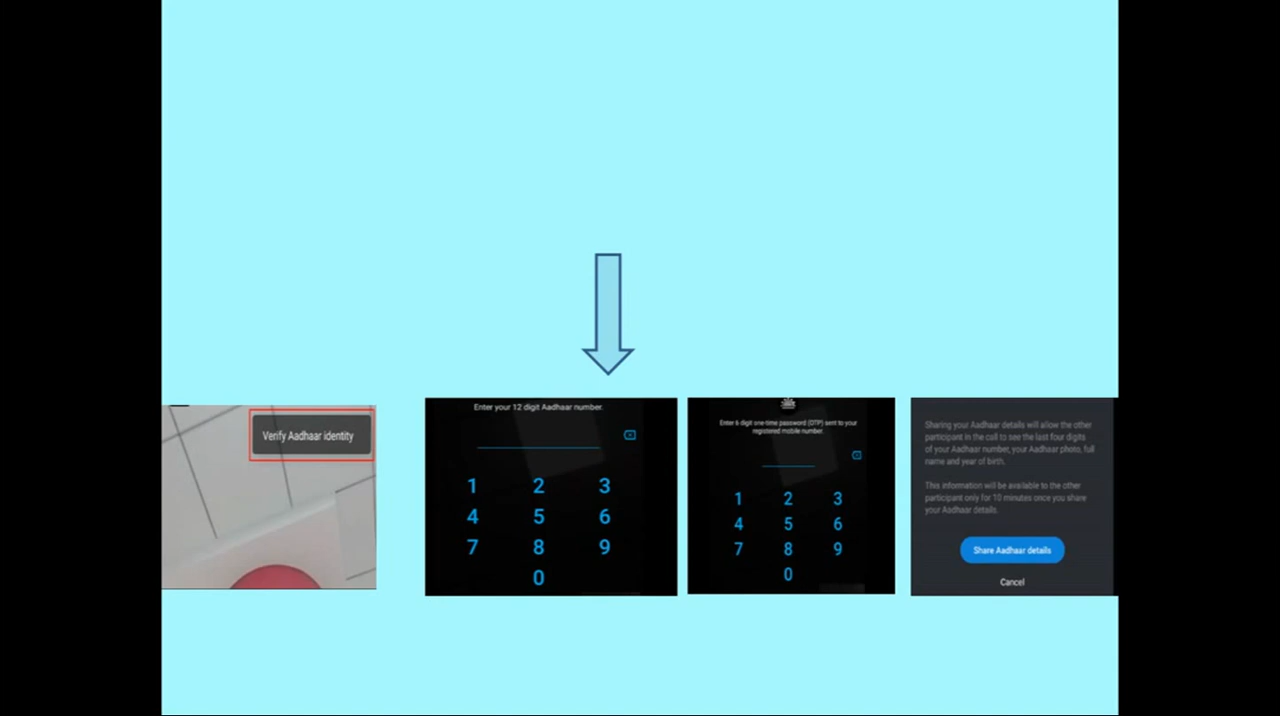 Verify Aadhaar identity
Enter your 12 digit Aadhaar number.
1 2 3
4 5 6
7 8 9
0
Enter 6 digit one-time password (OTP) sent to your
registered mobile number.
1 2 3
4 5 6
7 8 9
0
Sharing your Aadhaar details will allow the other
participant in the call to see the last four digits
of your Aadhaar number, your Aadhaar photo, full
name and year of birth.
This information will be available to the other
participant only for 10 minutes once you share
your Aadhaar details.
Share Aadhaar details
Cancel